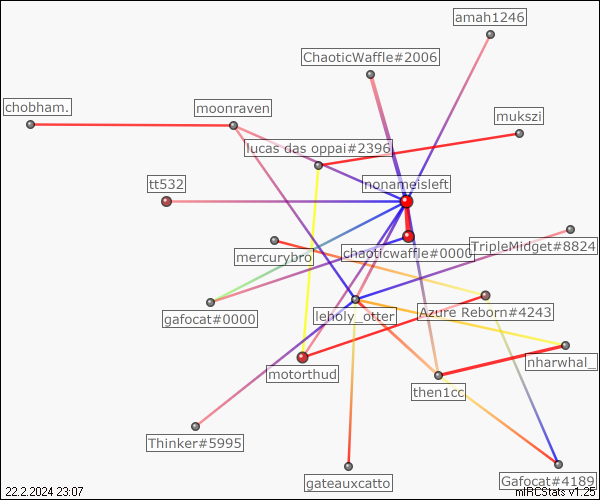 amah1246
ChaoticWaffle#2006
chobham.
moonraven
mukszi
lucas das oppai#2396
tt532
nonameisleft
mercurybro
chaoticwaffle#0000
TripleMidget#8824
gafocat#0000
leholy_otter
Azure Reborn#4243
nharwhal_
motorthud
then1cc
Thinker#5995
gateauxcatto
Gafocat#4189
22.2.2024 23:07
mIRCStats v1.25